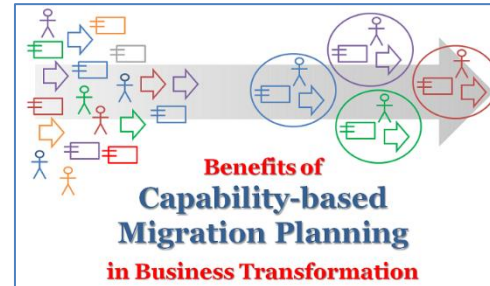 Benefits of
Capability-based
Migration Planning
in Business Transformation